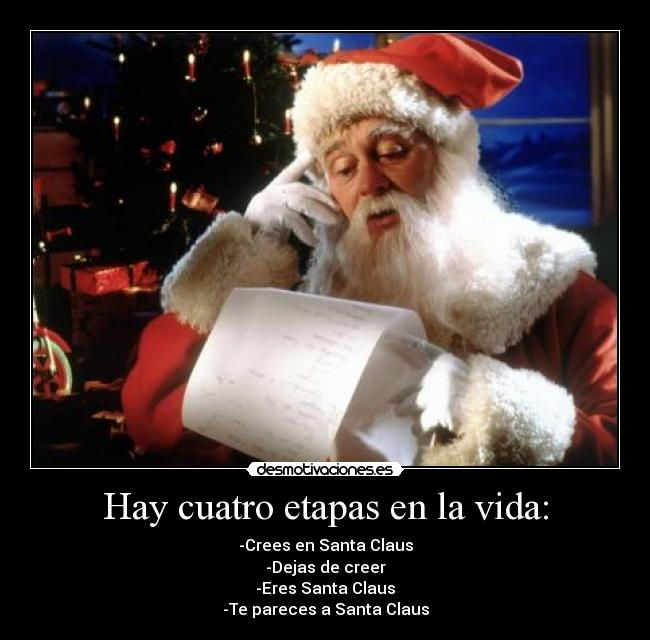 desmotivaciones.es
Hay cuatro etapas en la vida:
-Crees en Santa Claus
-Dejas de creer
-Eres Santa Claus
-Te pareces a Santa Claus